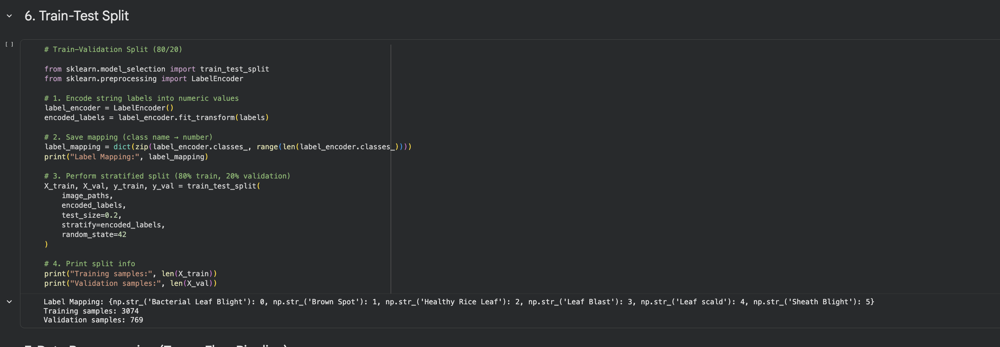 6. Train-Test Split
[ ]
# Train–Validation Split (80/20)
from sklearn.model_selection import train_test_split
from sklearn.preprocessing import LabelEncoder
# 1. Encode string labels into numeric values
label_encoder = LabelEncoder()
encoded_labels = label_encoder.fit_transform(labels)
# 2. Save mapping (class name → number)
label_mapping = dict(zip(label_encoder.classes_, range(len(label_encoder.classes_))))
print("Label Mapping:", label_mapping)
# 3. Perform stratified split (80% train, 20% validation)
X_train, X_val, y_train, y_val = train_test_split(
    image_paths,
    encoded_labels,
    test_size=0.2,
    stratify=encoded_labels,
    random_state=42
)
# 4. Print split info
print("Training samples:", len(X_train))
print("Validation samples:", len(X_val))
Label Mapping: {np.str_('Bacterial Leaf Blight'): 0, np.str_('Brown Spot'): 1, np.str_('Healthy Rice Leaf'): 2, np.str_('Leaf Blast'): 3, np.str_('Leaf scald'): 4, np.str_('Sheath Blight'): 5}
Training samples: 3074
Validation samples: 769